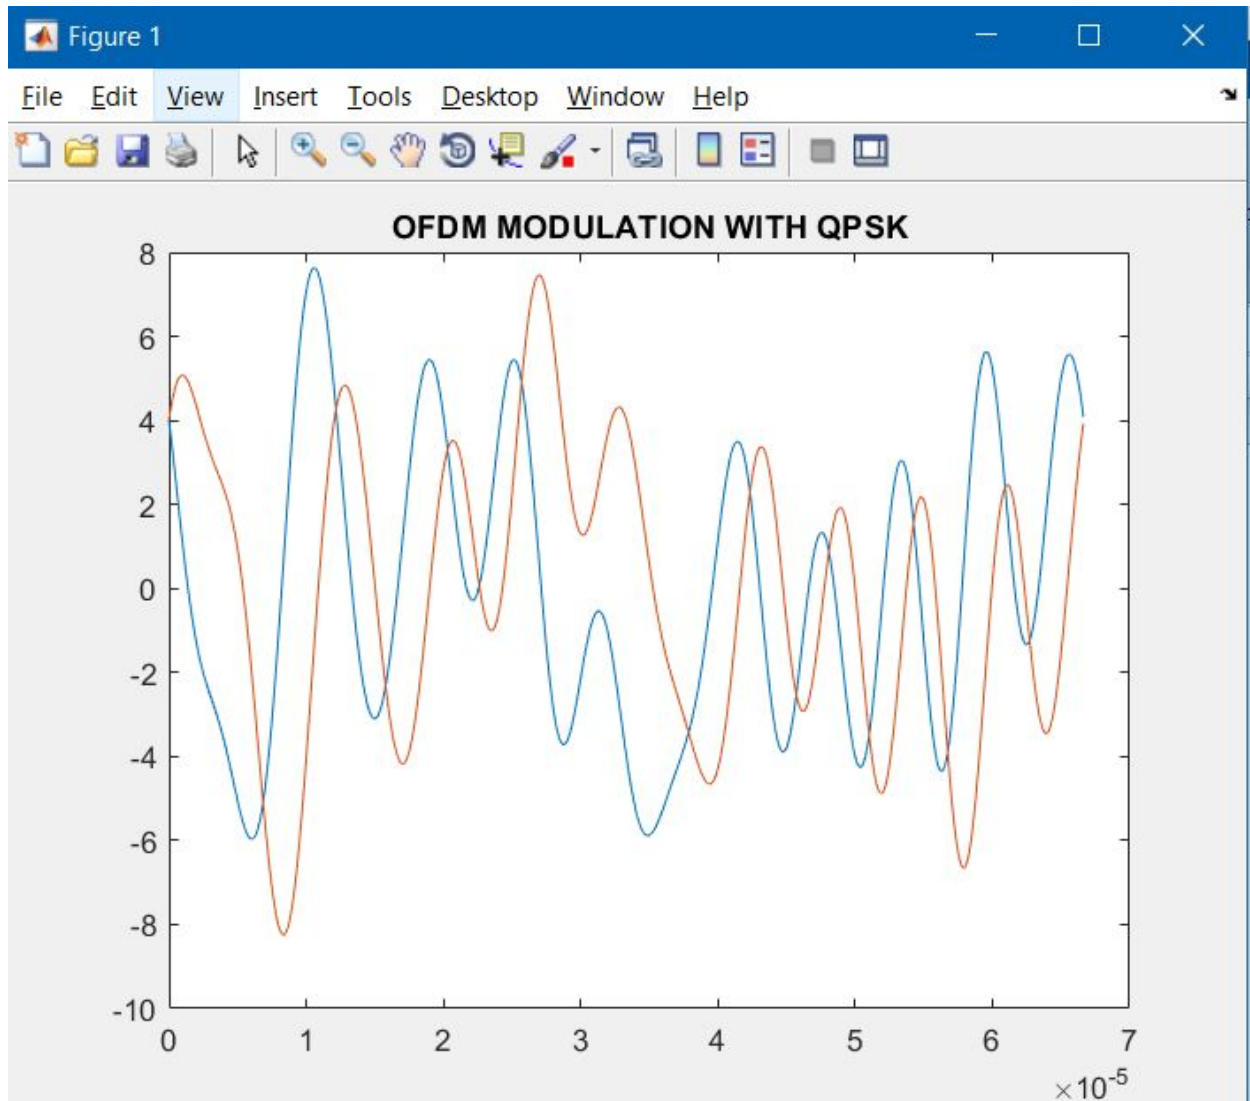 Figure 1
File Edit View Insert Tools Desktop Window Help
OFDM MODULATION WITH QPSK
8
6
4
2
0
-2
-4
-6
-8
-10
0 1 2 3 4 5 6 7
×10-5